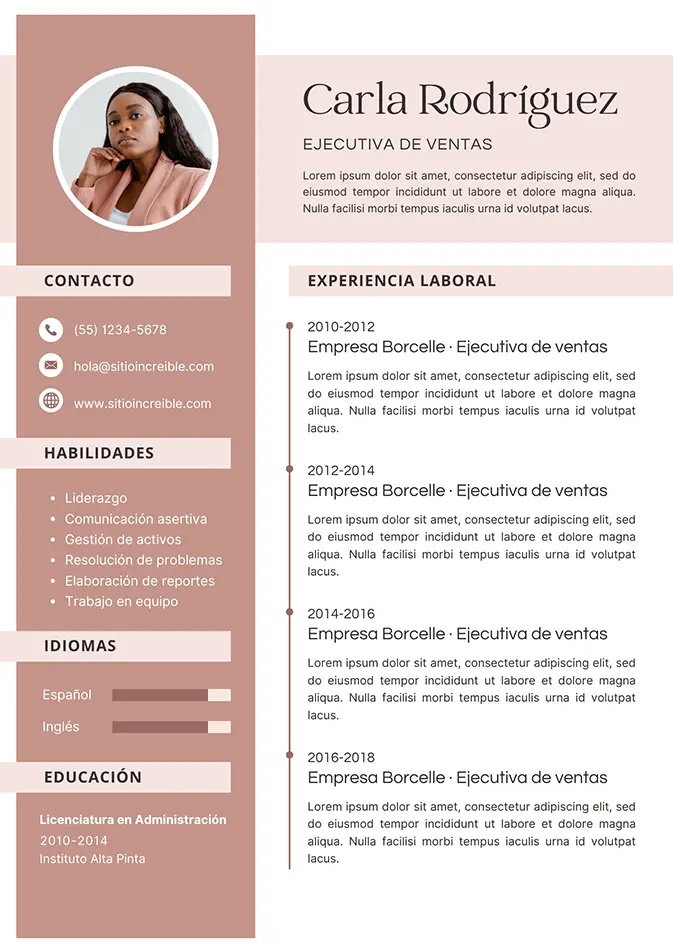 Carla Rodríguez
EJECUTIVA DE VENTAS
Lorem ipsum dolor sit amet, consectetur adipiscing elit, sed do
eiusmod tempor incididunt ut labore et dolore magna aliqua.
Nulla facilisi morbi tempus iaculis urna id volutpat lacus.
CONTACTO
(55) 1234-5678
hola@sitioincreible.com
www.sitioincreible.com
HABILIDADES
• Liderazgo
• Comunicación asertiva
• Gestión de activos
• Resolución de problemas
• Elaboración de reportes
• Trabajo en equipo
IDIOMAS
Español
Inglés
EDUCACIÓN
Licenciatura en Administración
2010-2014
Instituto Alta Pinta
EXPERIENCIA LABORAL
2010-2012
Empresa Borcelle · Ejecutiva de ventas
Lorem ipsum dolor sit amet, consectetur adipiscing elit, sed
do eiusmod tempor incididunt ut labore et dolore magna
aliqua. Nulla facilisi morbi tempus iaculis urna id volutpat
lacus.
2012-2014
Empresa Borcelle · Ejecutiva de ventas
Lorem ipsum dolor sit amet, consectetur adipiscing elit, sed
do eiusmod tempor incididunt ut labore et dolore magna
aliqua. Nulla facilisi morbi tempus iaculis urna id volutpat
lacus.
2014-2016
Empresa Borcelle · Ejecutiva de ventas
Lorem ipsum dolor sit amet, consectetur adipiscing elit, sed
do eiusmod tempor incididunt ut labore et dolore magna
aliqua. Nulla facilisi morbi tempus iaculis urna id volutpat
lacus.
2016-2018
Empresa Borcelle · Ejecutiva de ventas
Lorem ipsum dolor sit amet, consectetur adipiscing elit, sed
do eiusmod tempor incididunt ut labore et dolore magna
aliqua. Nulla facilisi morbi tempus iaculis urna id volutpat
lacus.